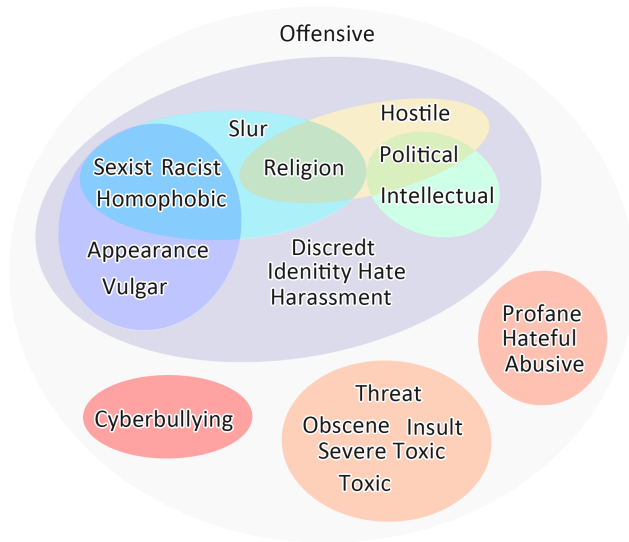 Offensive
Hostile
Slur
Political
Sexist Racist
Religion
Homophobic
Intellectual
Appearance
Discredt
Idenitity Hate
Vulgar
Harassment
Profane
Hateful
Abusive
Threat
Cyberbullying
Obscene Insult
Severe Toxic
Toxic